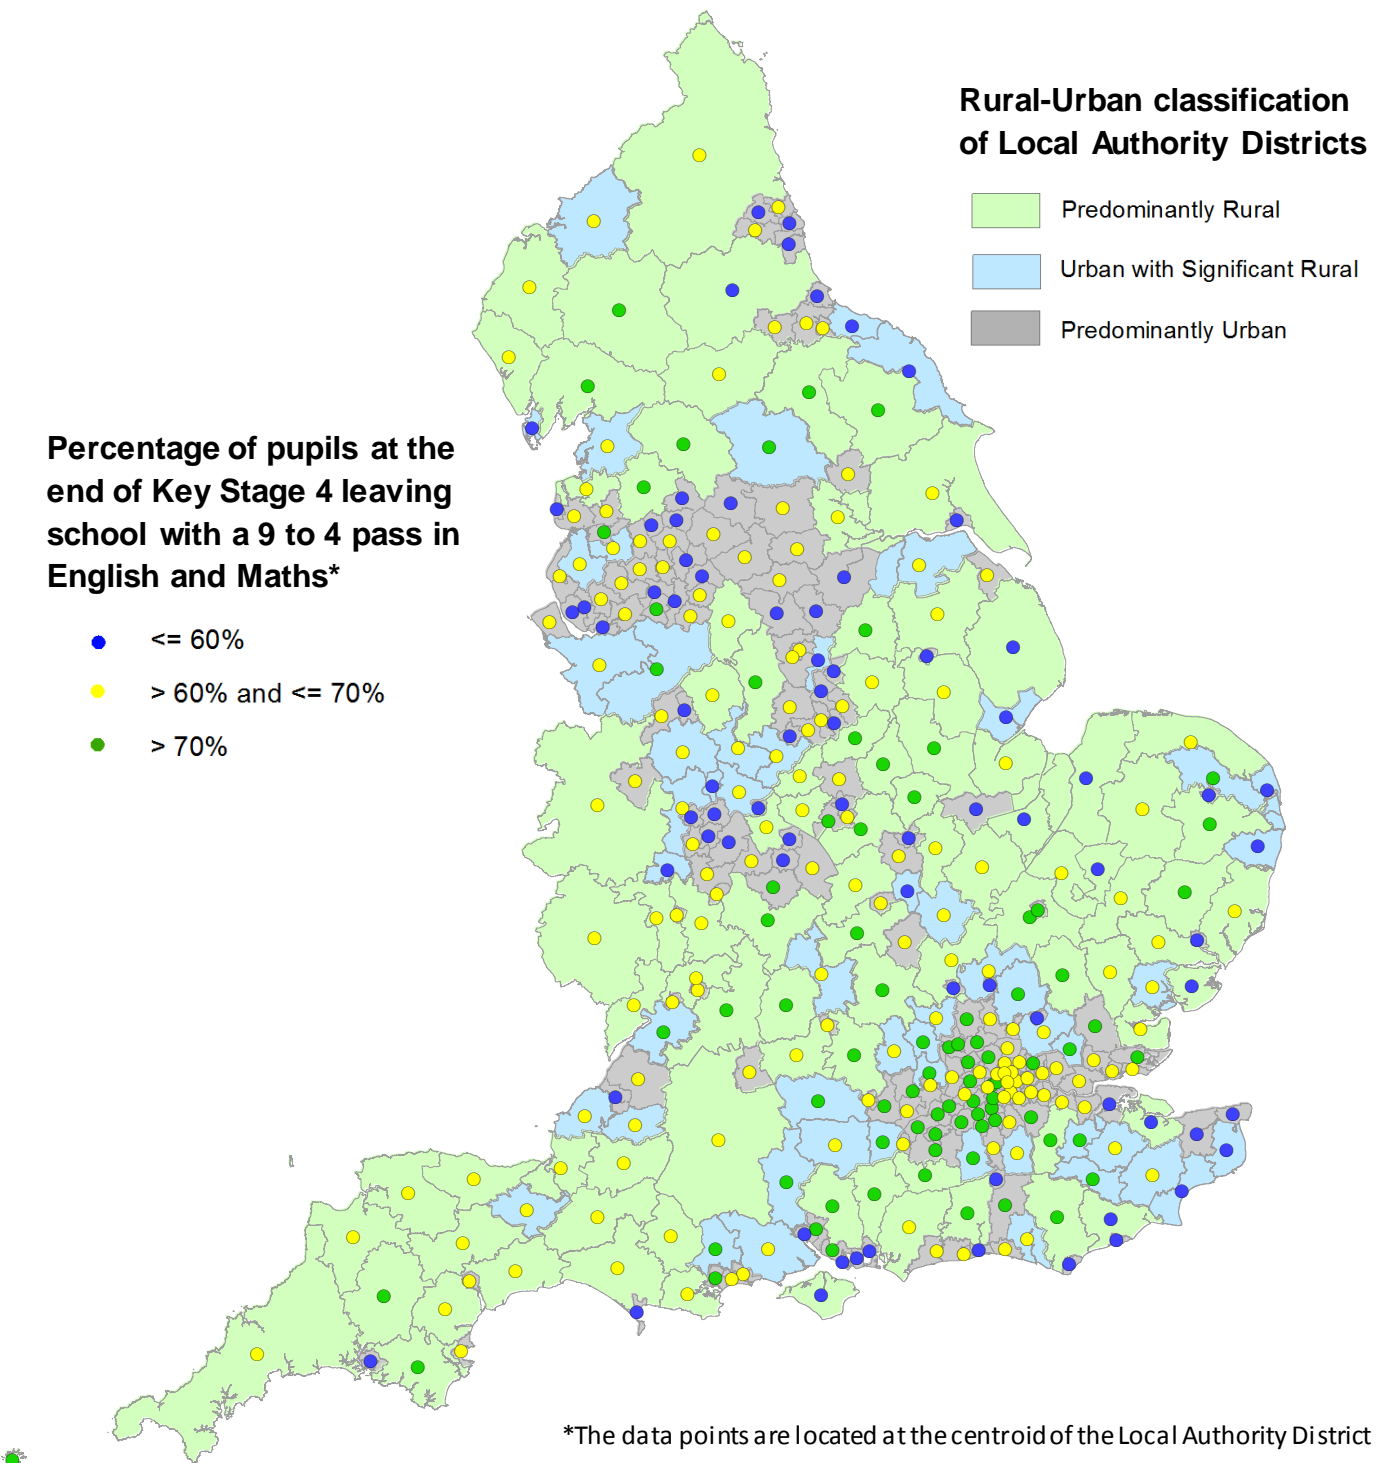 Rural-Urban classification
of Local Authority Districts
Predominantly Rural
Urban with Significant Rural
Predominantly Urban
Percentage of pupils at the
end of Key Stage 4 leaving
school with a 9 to 4 pass in
English and Maths*
<= 60%
> 60% and <= 70%
> 70%
*The data points are located at the centroid of the Local Authority District